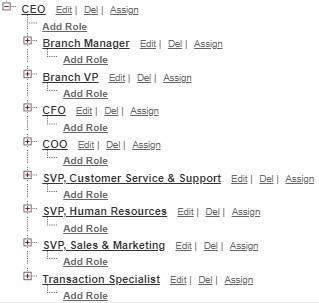 CEO Edit | Del | Assign
Add Role
Branch Manager Edit | Del | Assign
Add Role
Branch VP Edit | Del | Assign
Add Role
CFO Edit | Del | Assign
Add Role
COO Edit | Del | Assign
Add Role
SVP, Customer Service & Support Edit | Del | Assign
Add Role
SVP, Human Resources Edit | Del | Assign
Add Role
SVP, Sales & Marketing Edit | Del | Assign
Add Role
Transaction Specialist Edit | Del | Assign
Add Role